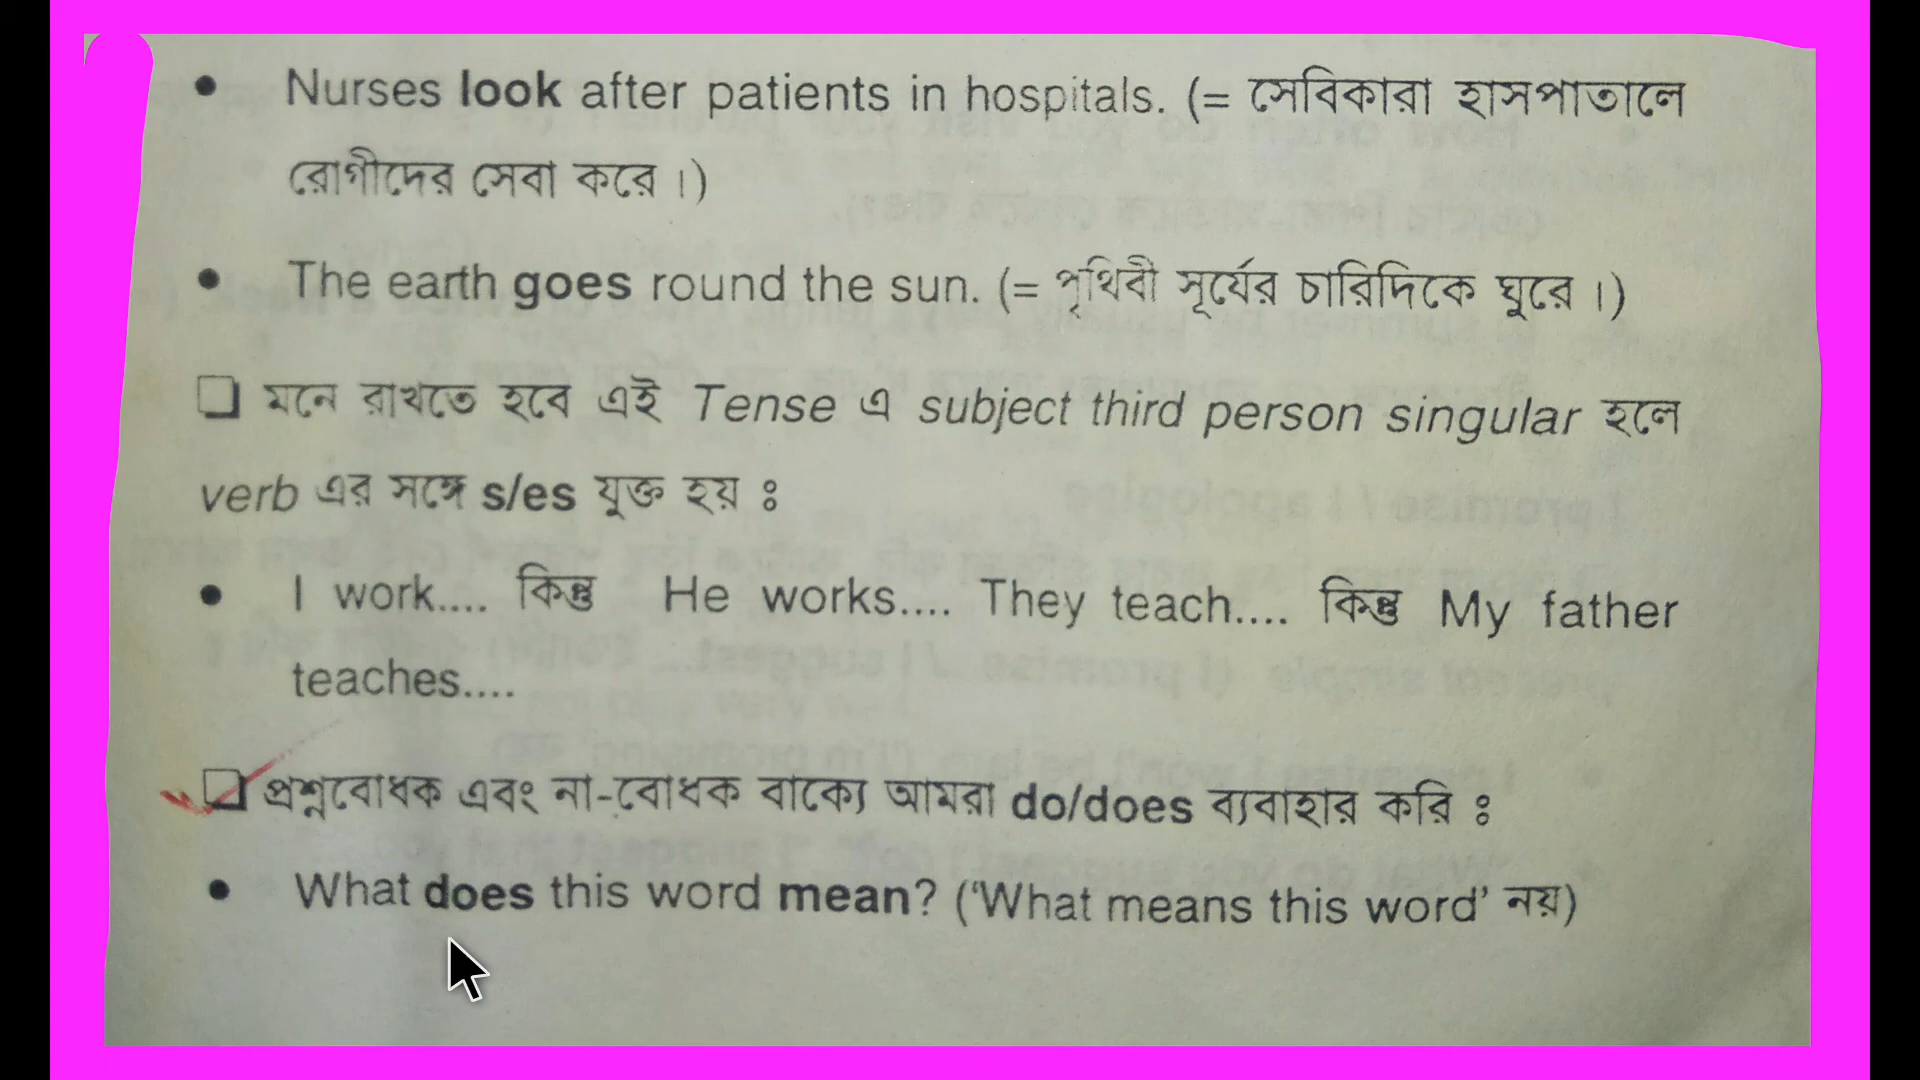 • Nurses look after patients in hospitals. (= সেবিকারা হাসপাতালে
রোগীদের সেবা করে ।)
• The earth goes round the sun. (= পৃথিবী সূর্যের চারিদিকে ঘুরে ।)
❑ মনে রাখতে হবে এই Tense এ subject third person singular হলে
verb এর সঙ্গে s/es যুক্ত হয় ঃ
• I work.... কিন্তু He works.... They teach.... কিন্তু My father
teaches....
❑ প্রশ্নবোধক এবং না-বোধক বাক্যে আমরা do/does ব্যবাহার করি ঃ
• What does this word mean? (‘What means this word’ নয়)